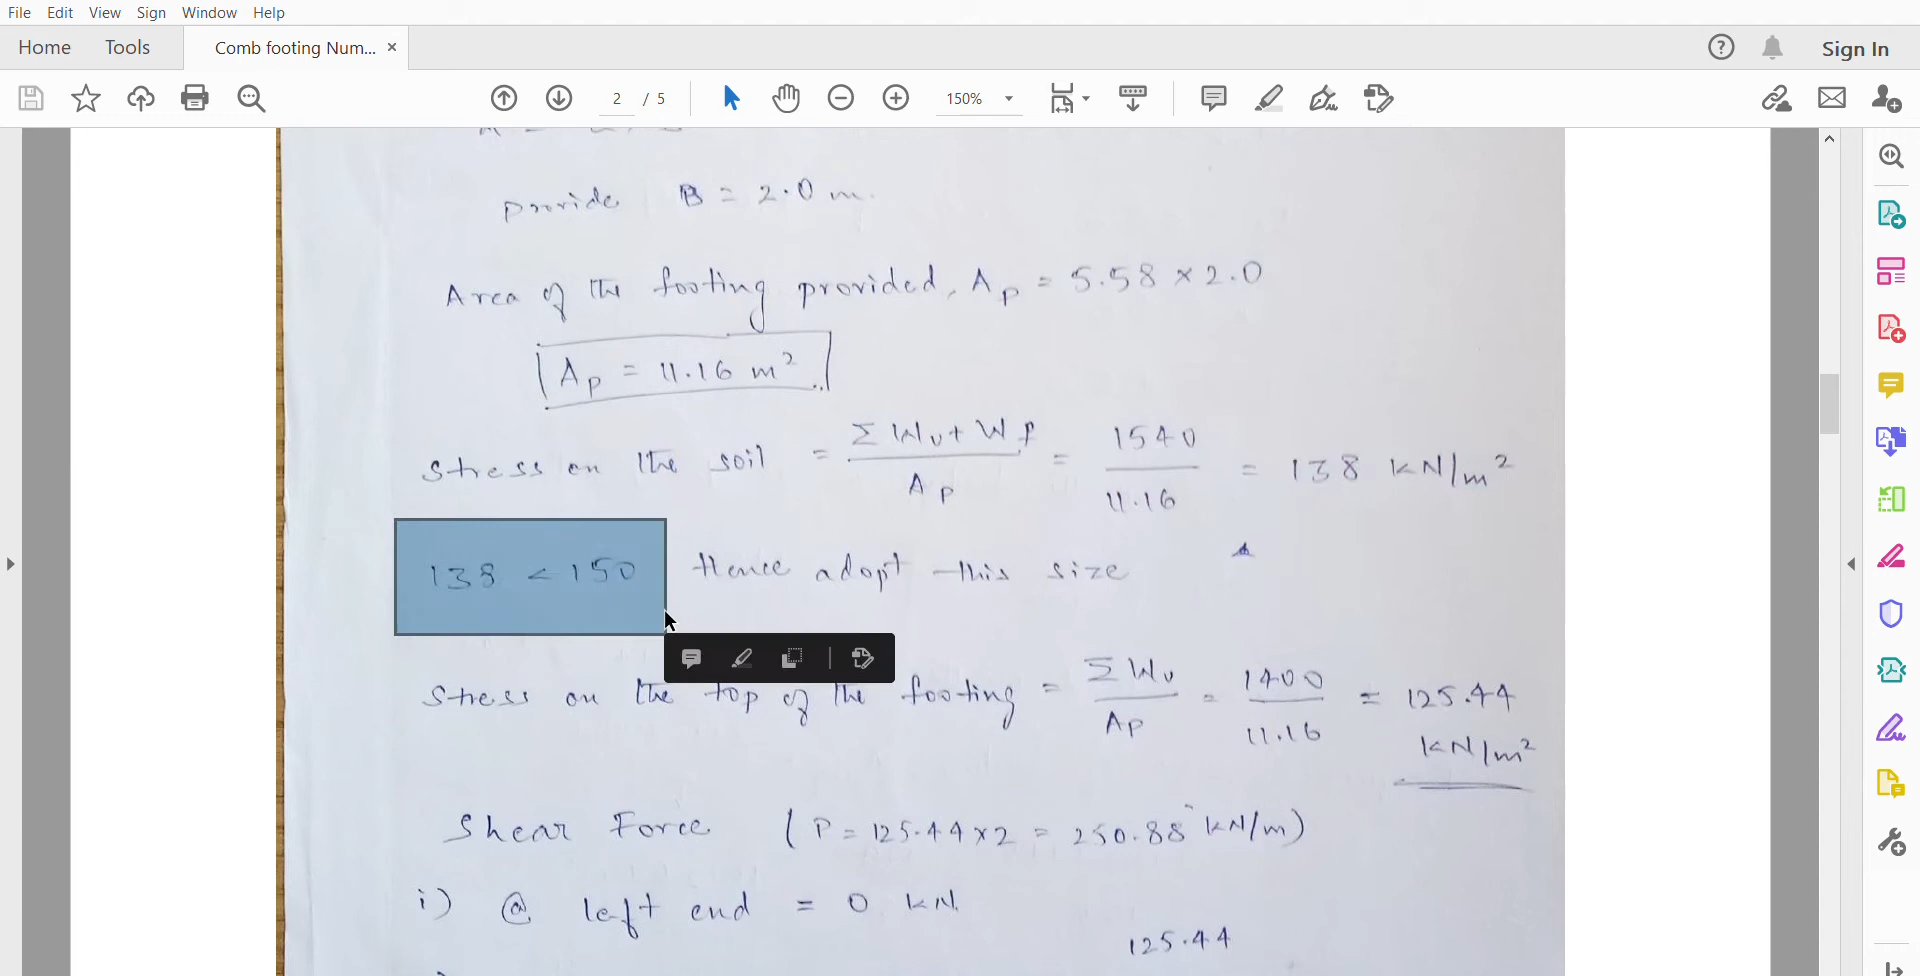 File Edit View Sign Window Help
Home Tools Comb footing Num... × Sign In
2 / 5 150%
provide B = 2.0 m.
Area of the footing provided, Ap = 5.58 × 2.0
Ap = 11.16 m²
Stress on the soil = Σ Wu + Wf / Ap = 1540 / 11.16 = 138 kN/m²
138 < 150 Hence adopt this size
Stress on the top of the footing = Σ Wu / Ap = 1400 / 11.16 = 125.44
kN/m²
Shear Force (P = 125.44 × 2 = 250.88 kN/m)
i) @ left end = 0 kN.
125.44